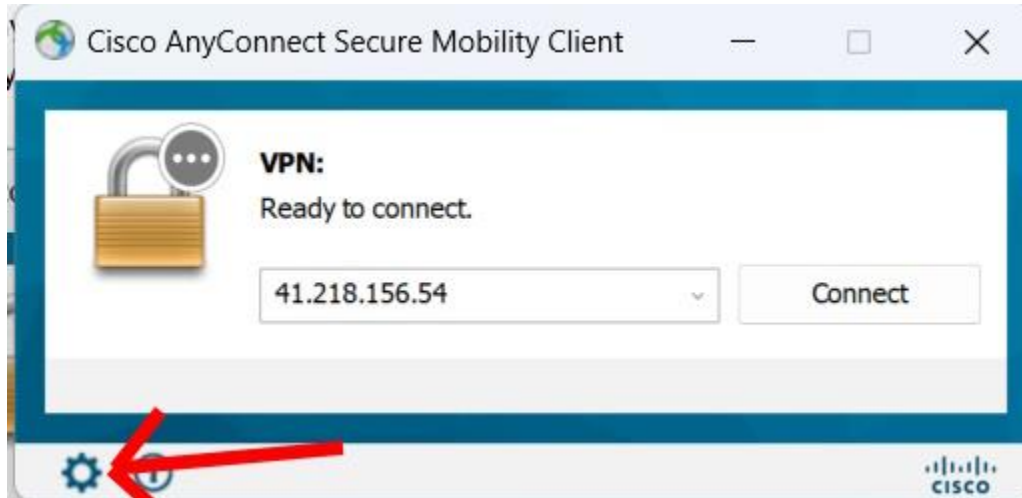 Cisco AnyConnect Secure Mobility Client
VPN:
Ready to connect.
41.218.156.54
Connect
CISCO